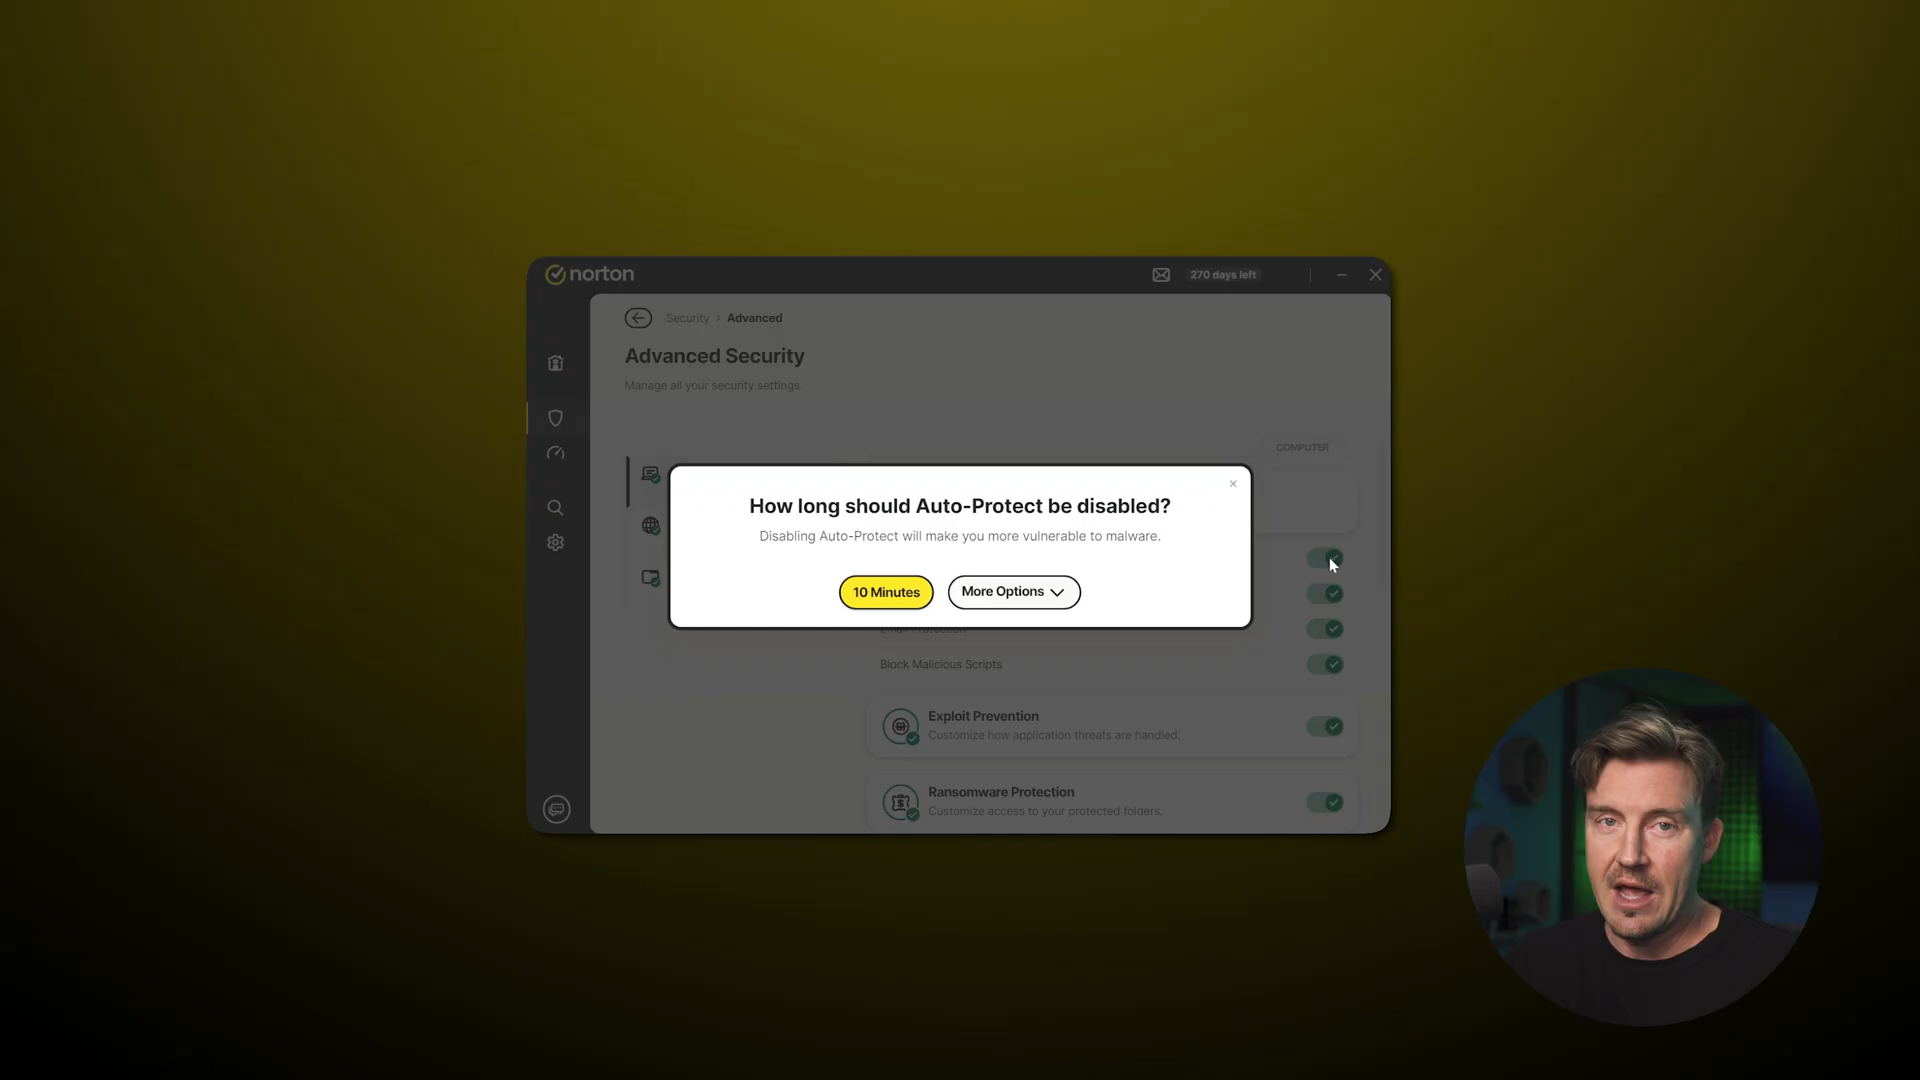 norton
270 days left
Security > Advanced
Advanced Security
Manage all your security settings.
COMPUTER
How long should Auto-Protect be disabled?
Disabling Auto-Protect will make you more vulnerable to malware.
10 Minutes
More Options
Block Malicious Scripts
Exploit Prevention
Customize how application threats are handled.
Ransomware Protection
Customize access to your protected folders.